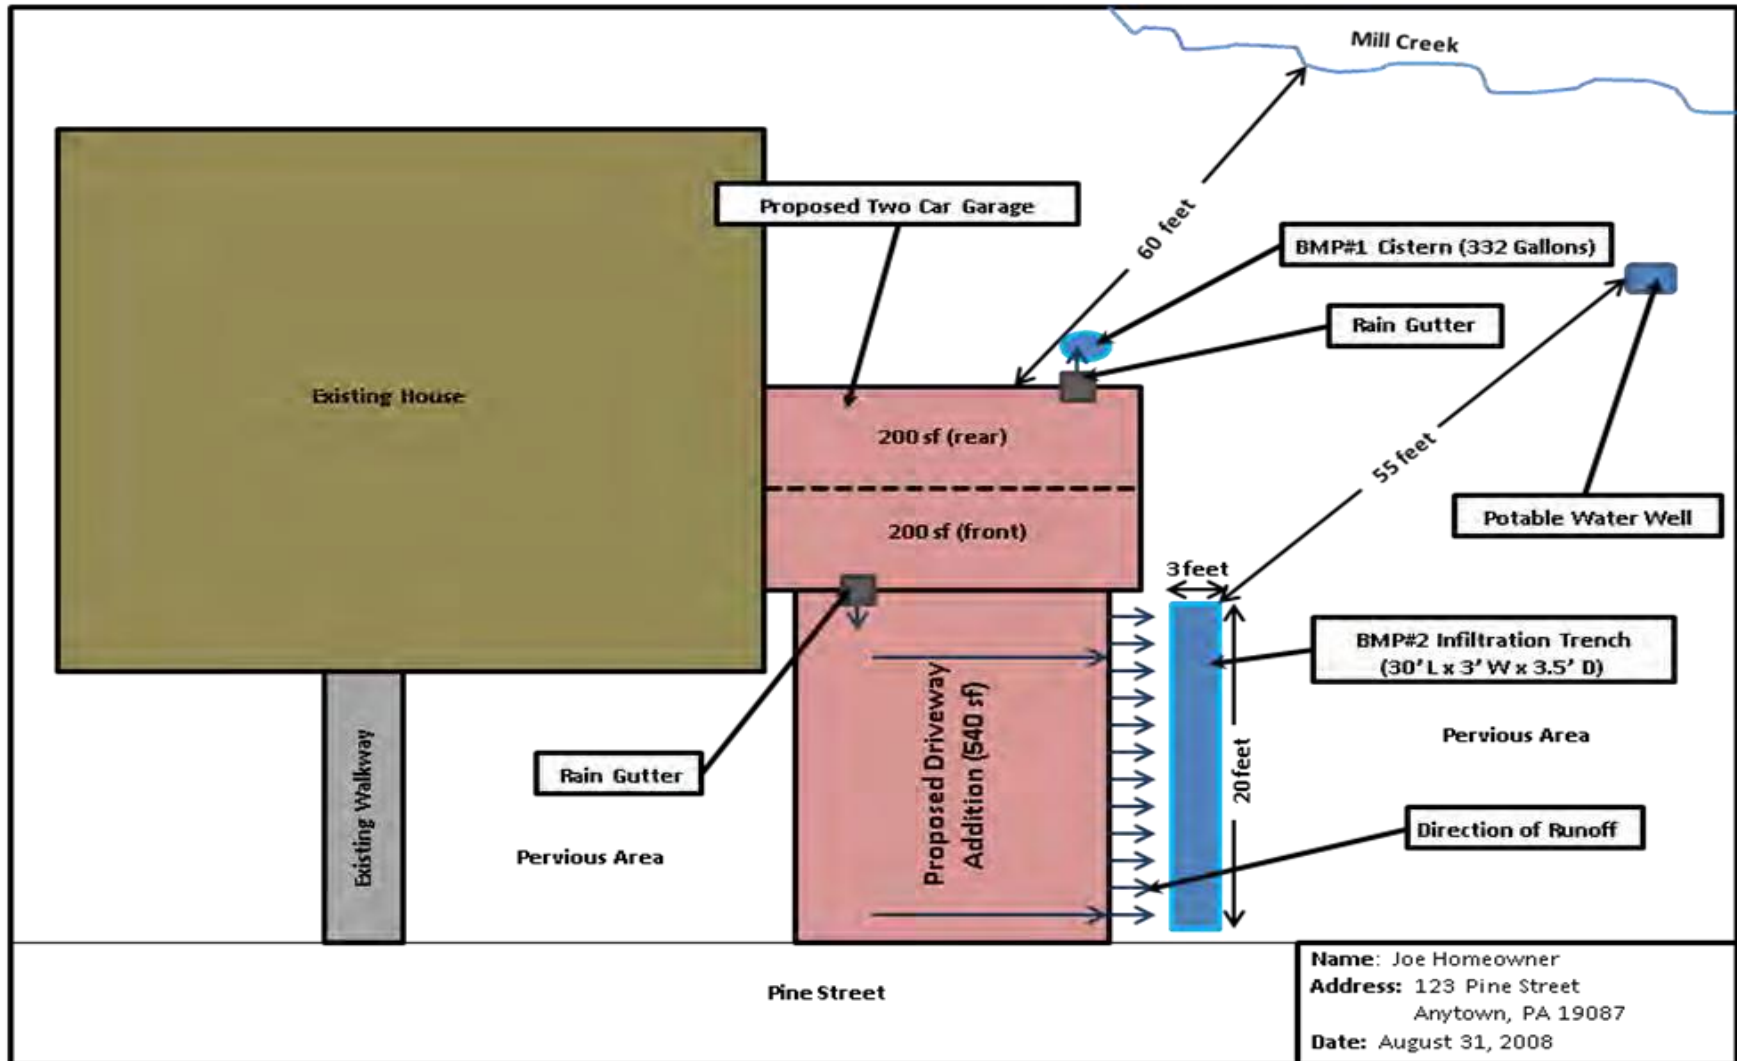 Mill Creek
Proposed Two Car Garage
60 feet
BMP#1 Cistern (332 Gallons)
Rain Gutter
Existing House
200 sf (rear)
55 feet
Potable Water Well
200 sf (front)
3 feet
BMP#2 Infiltration Trench
(30' L x 3' W x 3.5' D)
Proposed Driveway
Addition (540 sf)
Pervious Area
20 feet
Rain Gutter
Existing Walkway
Direction of Runoff
Pervious Area
Pine Street
Name: Joe Homeowner
Address: 123 Pine Street
Anytown, PA 19087
Date: August 31, 2008